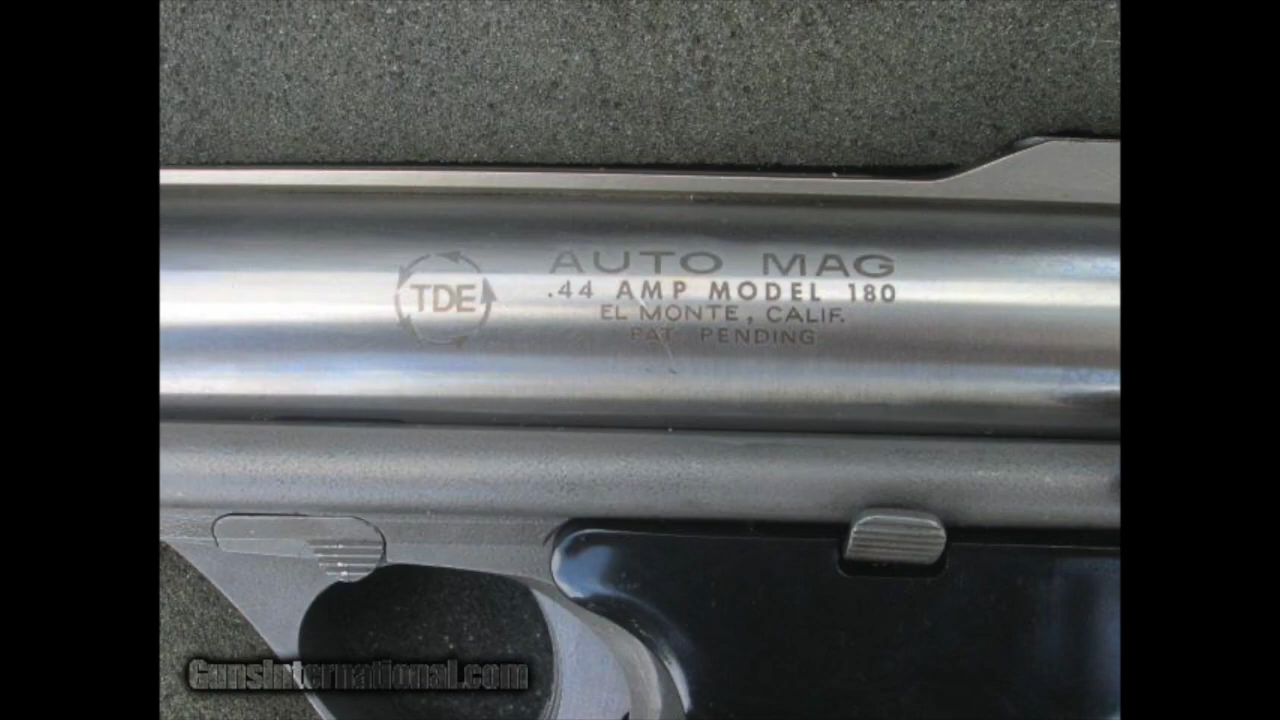 TDE
AUTO MAG
.44 AMP MODEL 180
EL MONTE, CALIF.
PAT. PENDING
GunsInternational.com